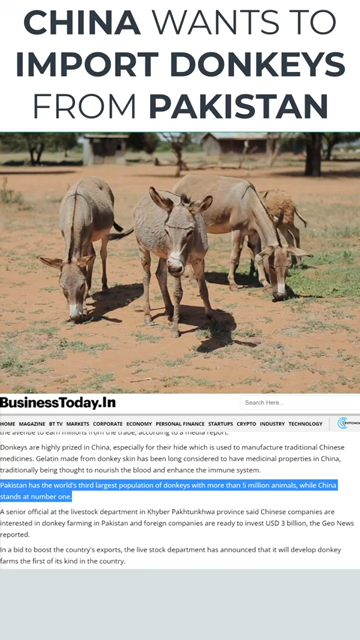 CHINA WANTS TO
IMPORT DONKEYS
FROM PAKISTAN
BusinessToday.In
Search Here...
HOME MAGAZINE BT TV MARKETS CORPORATE ECONOMY PERSONAL FINANCE STARTUPS CRYPTO INDUSTRY TECHNOLOGY
the avenue to earn millions from the trade, according to a media report.
Donkeys are highly prized in China, especially for their hide which is used to manufacture traditional Chinese
medicines. Gelatin made from donkey skin has been long considered to have medicinal properties in China,
traditionally being thought to nourish the blood and enhance the immune system.
Pakistan has the world's third largest population of donkeys with more than 5 million animals, while China
stands at number one.
A senior official at the livestock department in Khyber Pakhtunkhwa province said Chinese companies are
interested in donkey farming in Pakistan and foreign companies are ready to invest USD 3 billion, the Geo News
reported.
In a bid to boost the country's exports, the live stock department has announced that it will develop donkey
farms the first of its kind in the country.